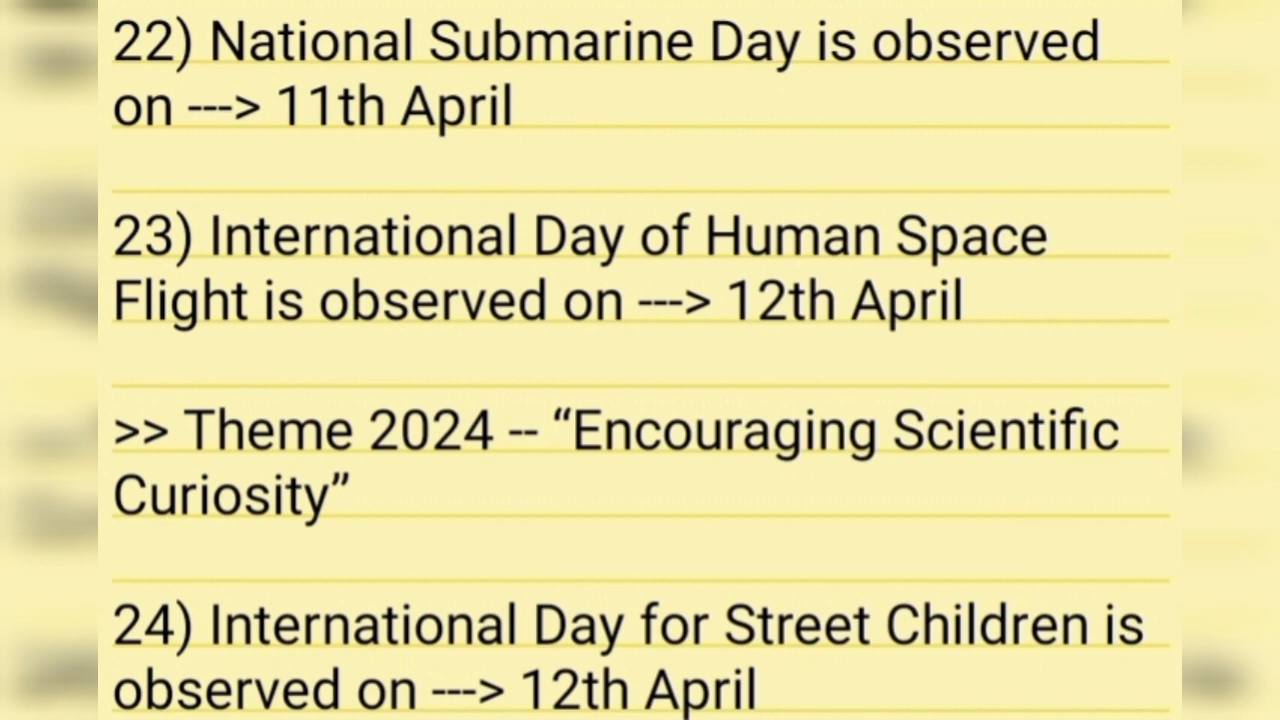 22) National Submarine Day is observed
on ---> 11th April
23) International Day of Human Space
Flight is observed on ---> 12th April
>> Theme 2024 -- “Encouraging Scientific
Curiosity”
24) International Day for Street Children is
observed on ---> 12th April